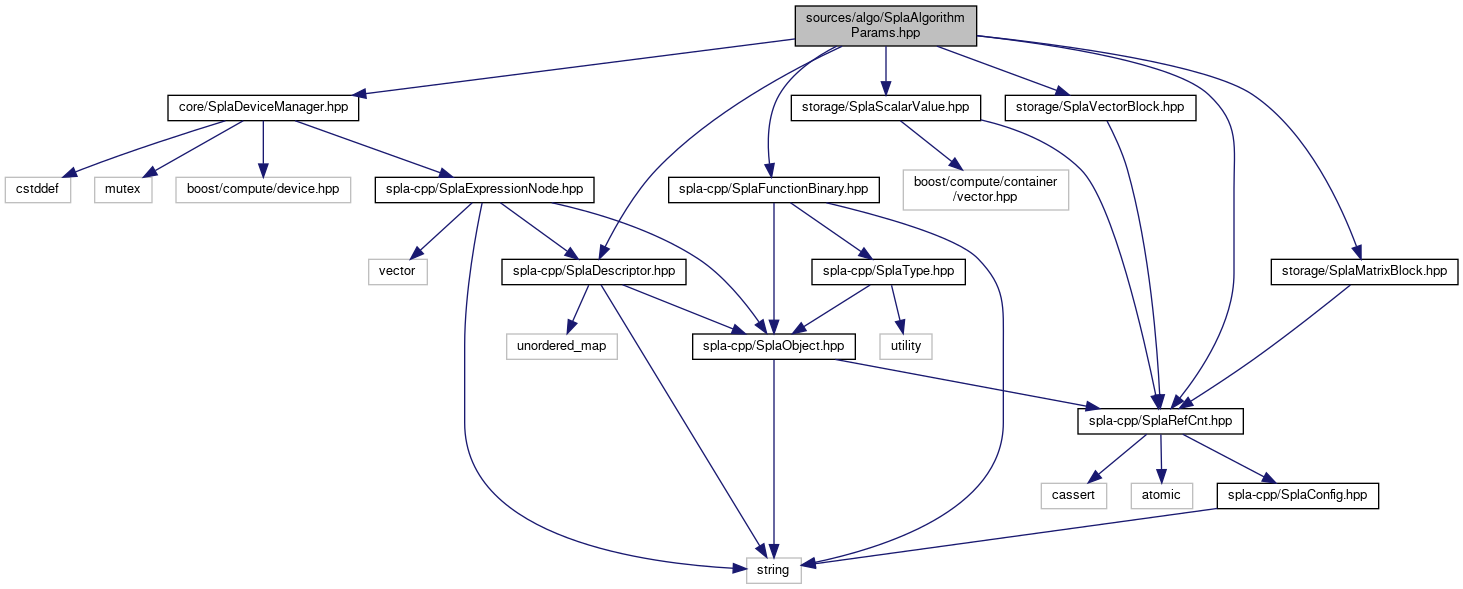 sources/algo/SplaAlgorithm
Params.hpp
core/SplaDeviceManager.hpp
storage/SplaScalarValue.hpp
storage/SplaVectorBlock.hpp
cstddef
mutex
boost/compute/device.hpp
spla-cpp/SplaExpressionNode.hpp
spla-cpp/SplaFunctionBinary.hpp
boost/compute/container
/vector.hpp
vector
spla-cpp/SplaDescriptor.hpp
spla-cpp/SplaType.hpp
storage/SplaMatrixBlock.hpp
unordered_map
spla-cpp/SplaObject.hpp
utility
spla-cpp/SplaRefCnt.hpp
cassert
atomic
spla-cpp/SplaConfig.hpp
string